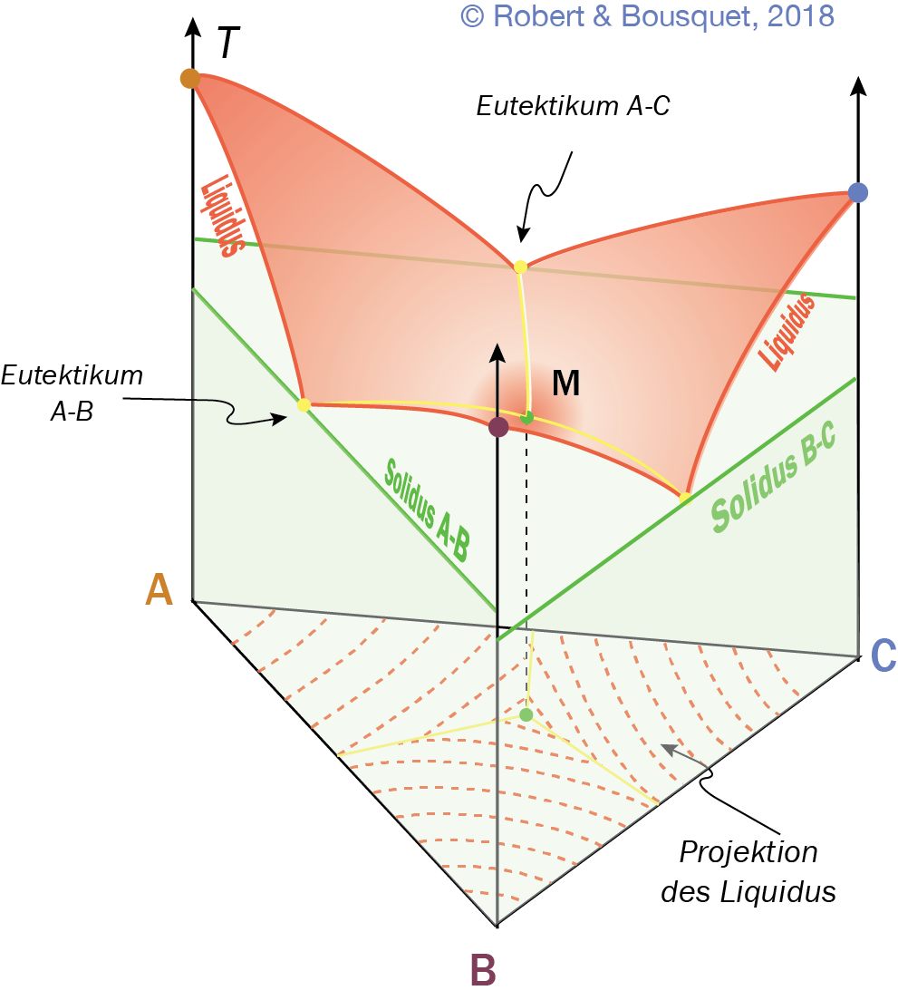 © Robert & Bousquet, 2018
T
Eutektikum A-C
Liquidus
Liquidus
Eutektikum
A-B
M
Solidus A-B
Solidus B-C
A
C
Projektion
des Liquidus
B